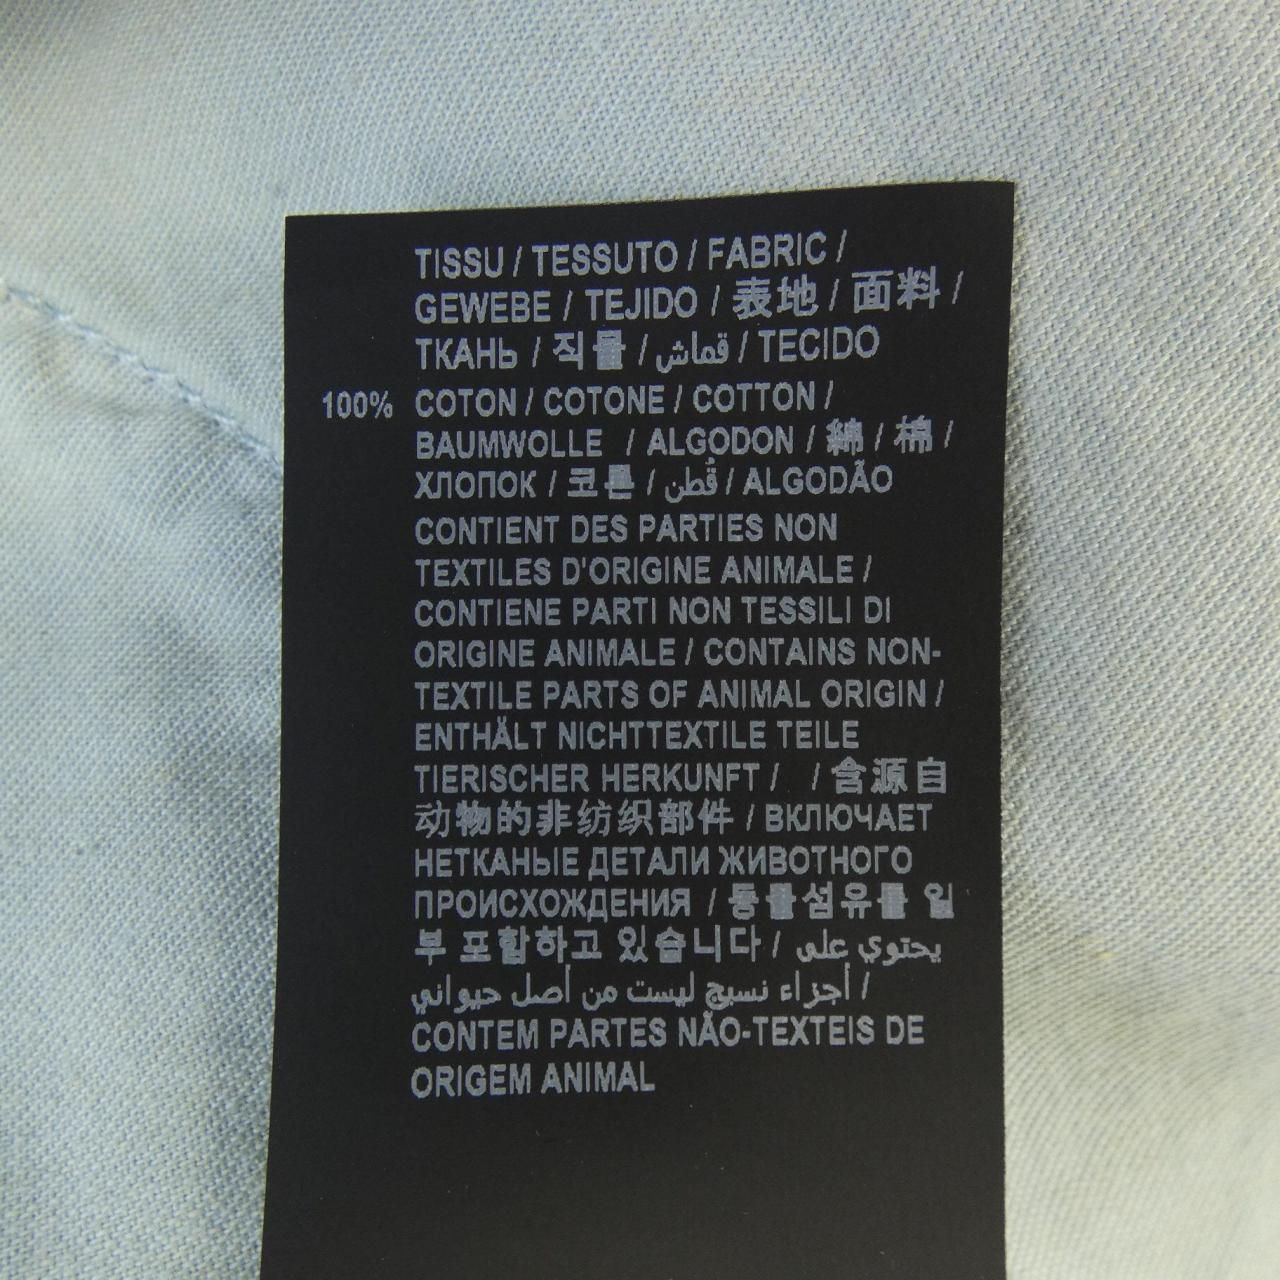 TISSU / TESSUTO / FABRIC /
GEWEBE / TEJIDO / 表地 / 面料 /
ТКАНЬ / 직물 / قماش / TECIDO
100% COTON / COTONE / COTTON /
BAUMWOLLE / ALGODON / 綿 / 棉 /
ХЛОПОК / 코튼 / قُطن / ALGODÃO
CONTIENT DES PARTIES NON
TEXTILES D'ORIGINE ANIMALE /
CONTIENE PARTI NON TESSILI DI
ORIGINE ANIMALE / CONTAINS NON-
TEXTILE PARTS OF ANIMAL ORIGIN /
ENTHÄLT NICHTTEXTILE TEILE
TIERISCHER HERKUNFT / / 含源自
动物的非纺织部件 / ВКЛЮЧАЕТ
НЕТКАНЫЕ ДЕТАЛИ ЖИВОТНОГО
ПРОИСХОЖДЕНИЯ / 동물섬유를 일
부 포함하고 있습니다 / يحتوي على
أجزاء نسيج ليست من أصل حيواني /
CONTEM PARTES NÃO-TEXTEIS DE
ORIGEM ANIMAL